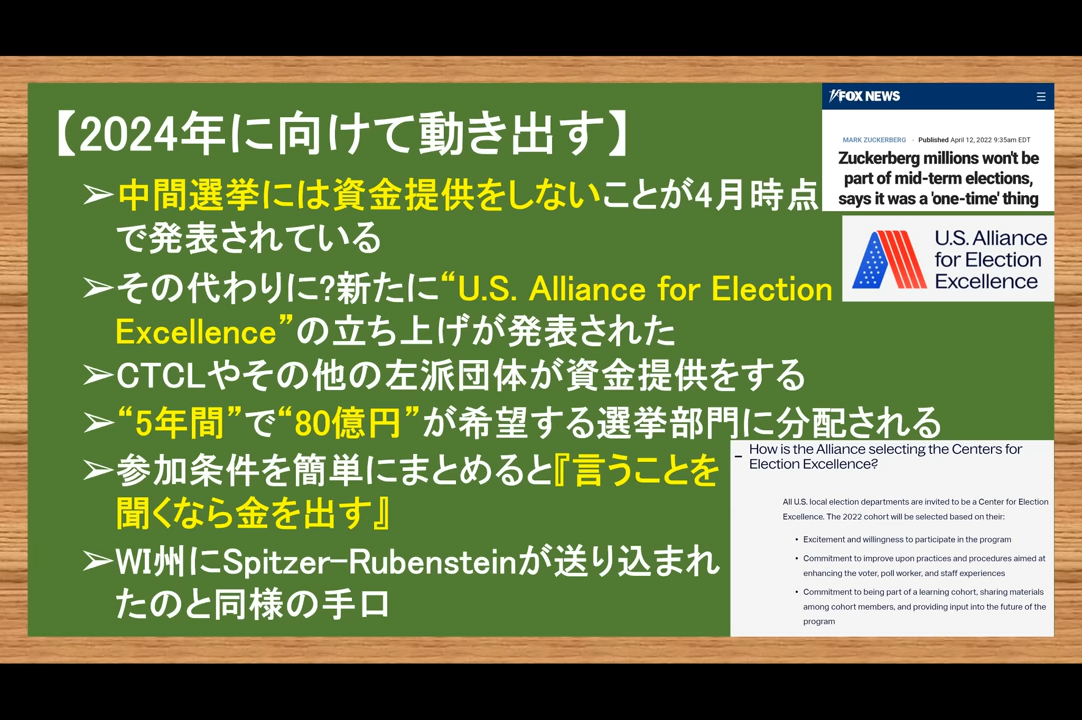 【2024年に向けて動き出す】
➢中間選挙には資金提供をしないことが4月時点
で発表されている
➢その代わりに?新たに“U.S. Alliance for Election
Excellence”の立ち上げが発表された
➢CTCLやその他の左派団体が資金提供をする
➢“5年間”で“80億円”が希望する選挙部門に分配される
➢参加条件を簡単にまとめると『言うことを
聞くなら金を出す』
➢WI州にSpitzer-Rubensteinが送り込まれ
たのと同様の手口
FOX NEWS
MARK ZUCKERBERG · Published April 12, 2022 9:35am EDT
Zuckerberg millions won't be
part of mid-term elections,
says it was a 'one-time' thing
U.S. Alliance
for Election
Excellence
– How is the Alliance selecting the Centers for
Election Excellence?
All U.S. local election departments are invited to be a Center for Election
Excellence. The 2022 cohort will be selected based on their:
• Excitement and willingness to participate in the program
• Commitment to improve upon practices and procedures aimed at
enhancing the voter, poll worker, and staff experiences
• Commitment to being part of a learning cohort, sharing materials
among cohort members, and providing input into the future of the
program